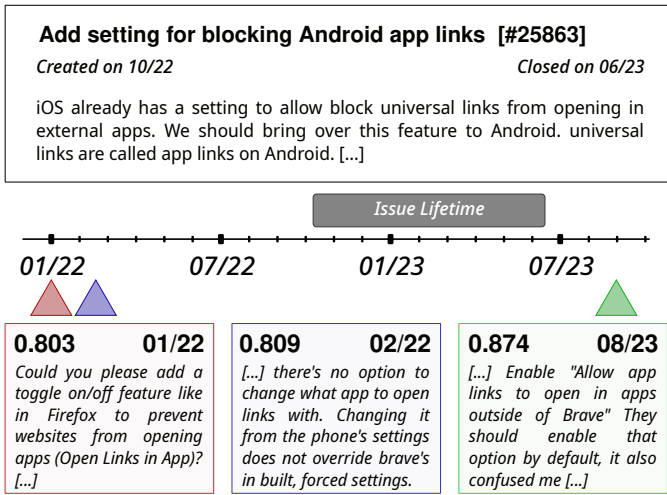 Add setting for blocking Android app links [#25863]
Created on 10/22 Closed on 06/23
iOS already has a setting to allow block universal links from opening in
external apps. We should bring over this feature to Android. universal
links are called app links on Android. [...]
Issue Lifetime
01/22 07/22 01/23 07/23
0.803 01/22
Could you please add a
toggle on/off feature like
in Firefox to prevent
websites from opening
apps (Open Links in App)?
[...]
0.809 02/22
[...] there's no option to
change what app to open
links with. Changing it
from the phone's settings
does not override brave's
in built, forced settings.
0.874 08/23
[...] Enable "Allow app
links to open in apps
outside of Brave" They
should enable that
option by default, it also
confused me [...]